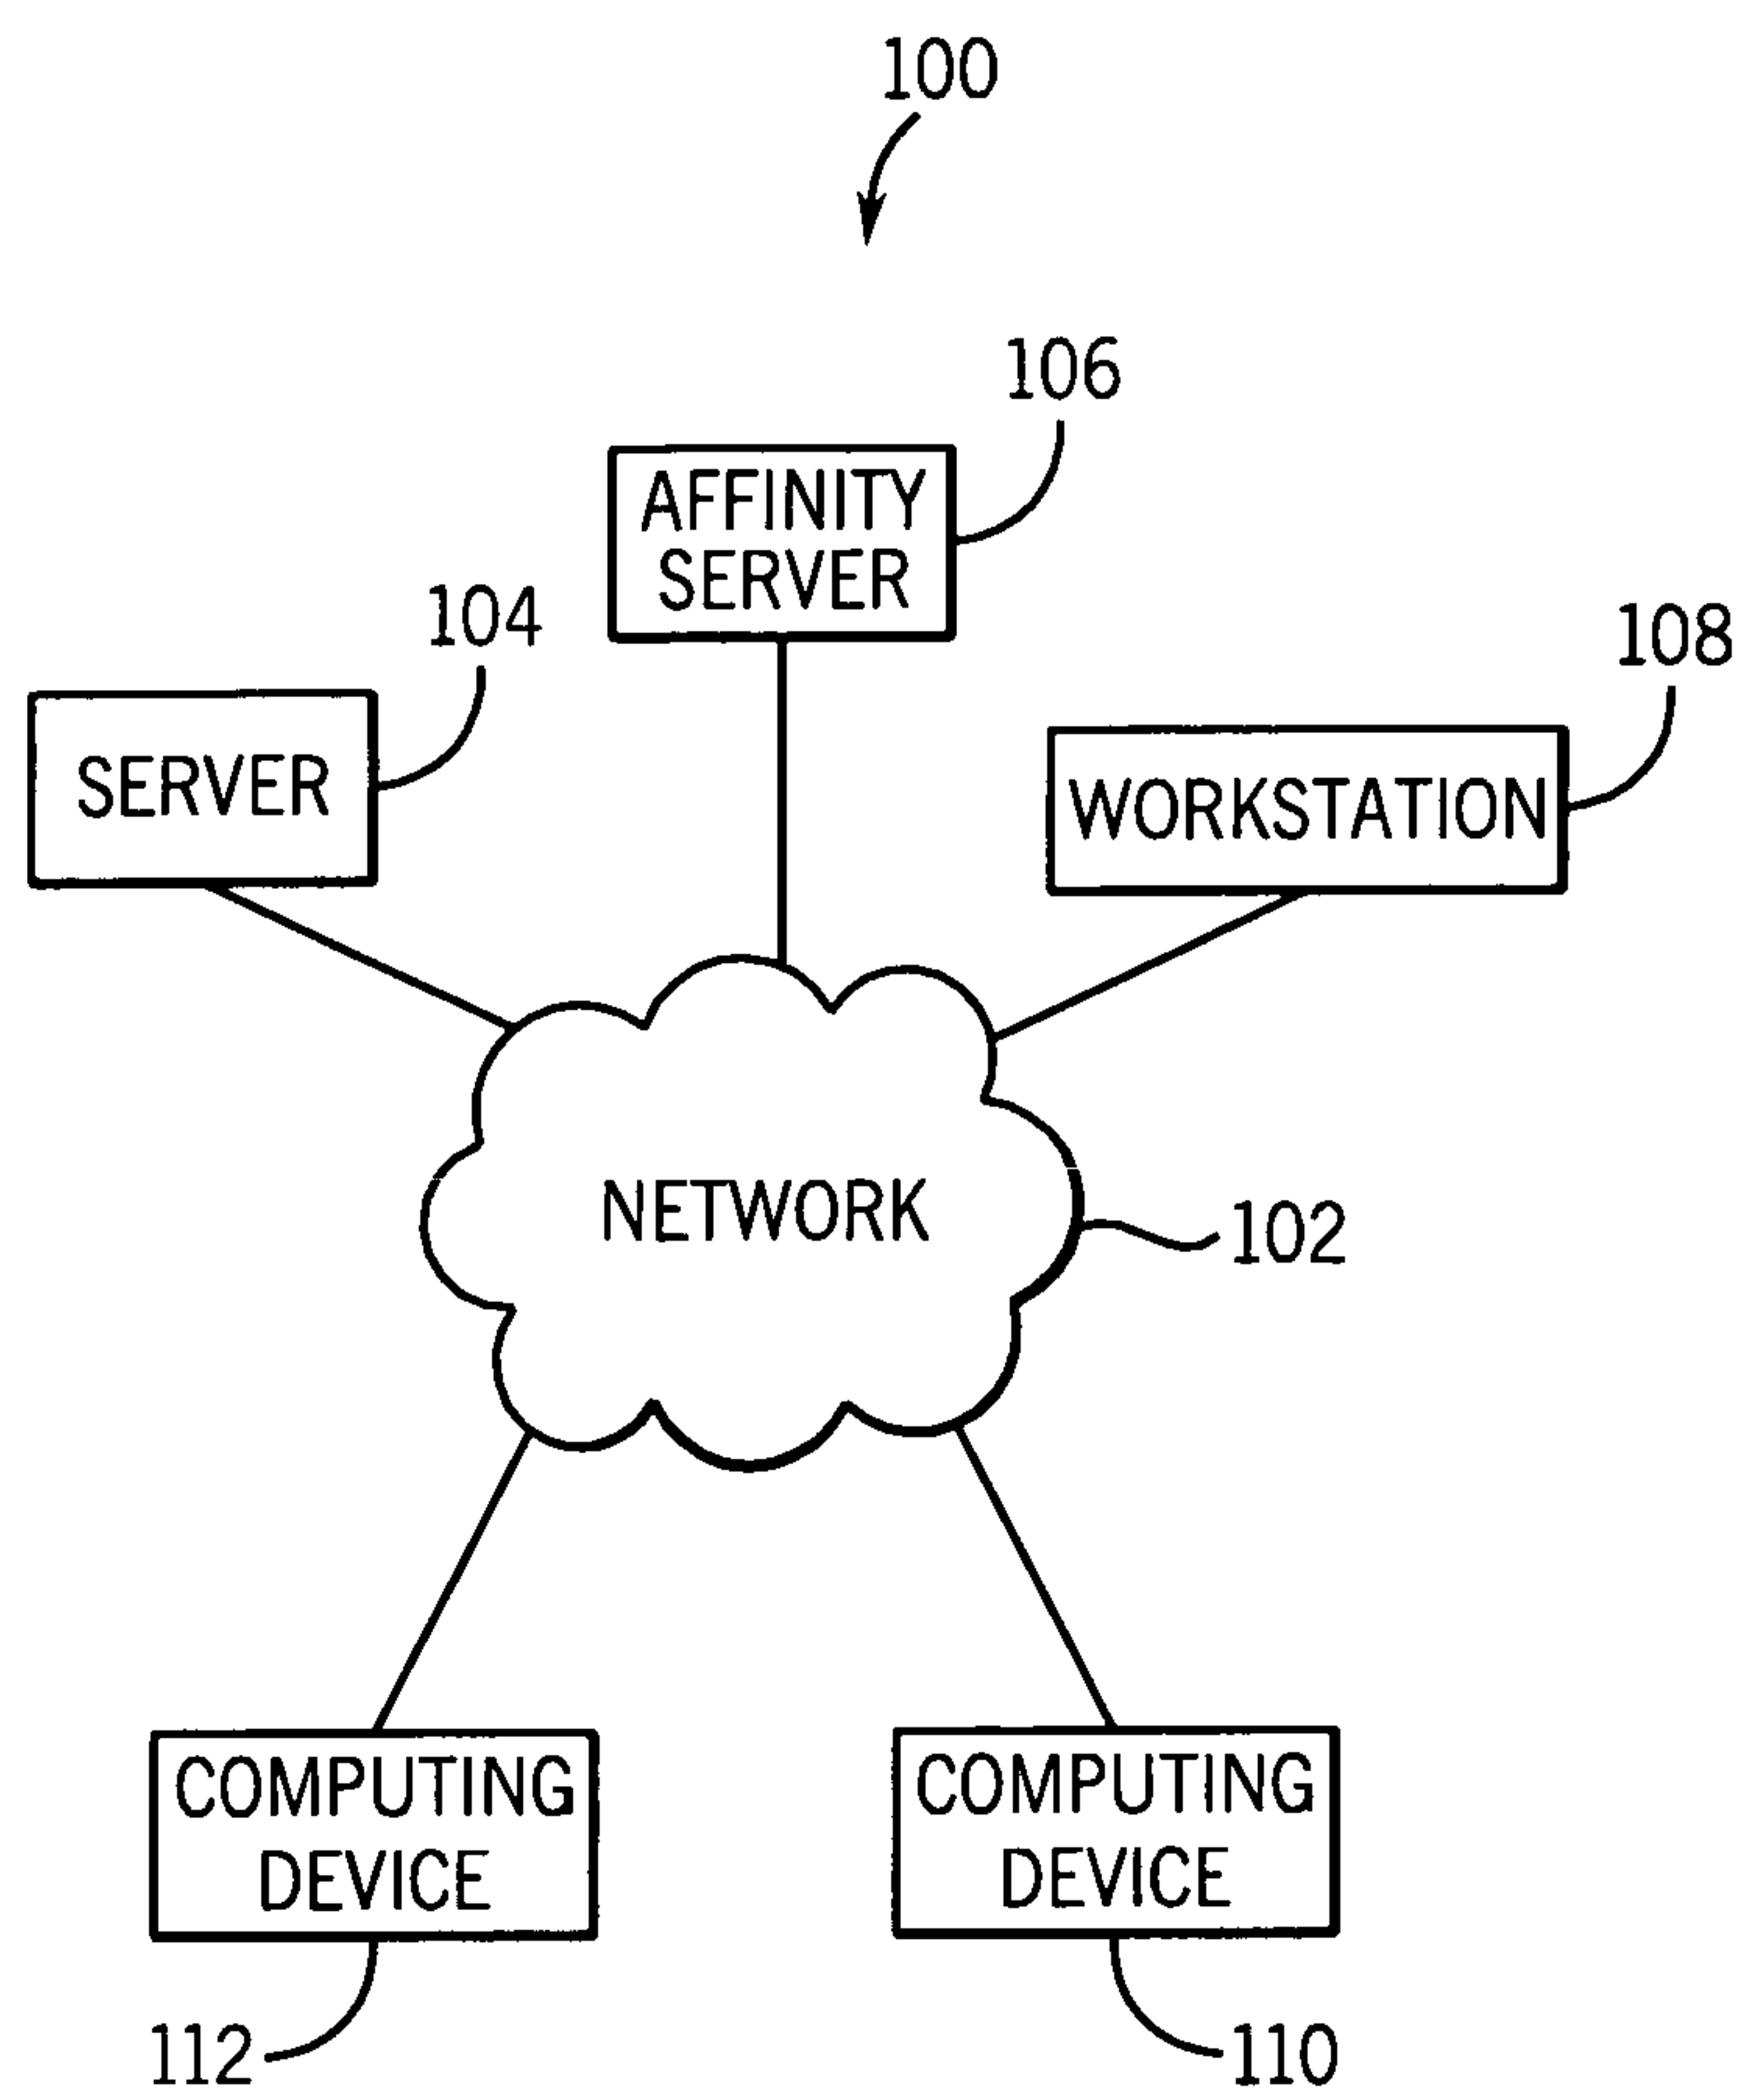 100
106
AFFINITY
SERVER
104
108
SERVER
WORKSTATION
NETWORK
102
COMPUTING
DEVICE
COMPUTING
DEVICE
112
110